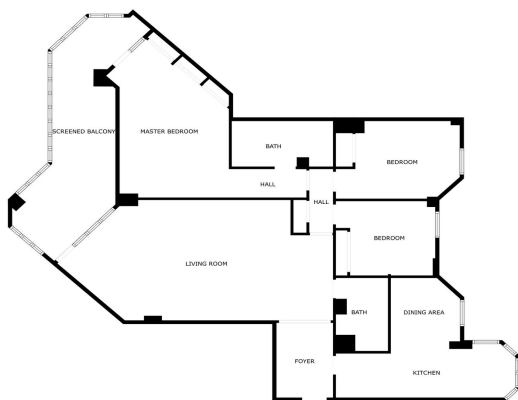 SCREENED BALCONY
MASTER BEDROOM
BATH
BEDROOM
HALL
HALL
BEDROOM
LIVING ROOM
BATH
DINING AREA
FOYER
KITCHEN